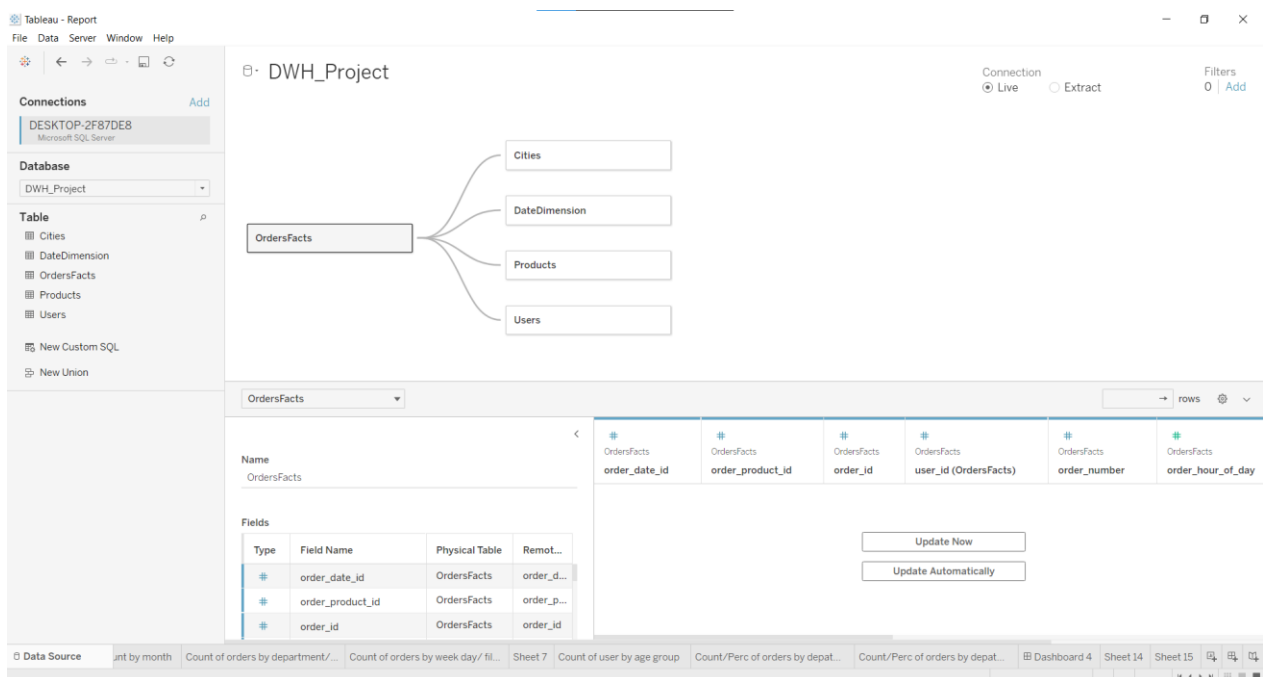 Tableau - Report
File Data Server Window Help
Connections Add
DESKTOP-2F87DE8
Microsoft SQL Server
Database
DWH_Project
Table
Cities
DateDimension
OrdersFacts
Products
Users
New Custom SQL
New Union
DWH_Project
Connection
Live Extract
Filters
0 Add
OrdersFacts
Cities
DateDimension
Products
Users
OrdersFacts
rows
Name
OrdersFacts
Fields
Type Field Name Physical Table Remot...
# order_date_id OrdersFacts order_d...
# order_product_id OrdersFacts order_p...
# order_id OrdersFacts order_id
# # # # # #
OrdersFacts OrdersFacts OrdersFacts OrdersFacts OrdersFacts OrdersFacts
order_date_id order_product_id order_id user_id (OrdersFacts) order_number order_hour_of_day
Update Now
Update Automatically
Data Source unt by month Count of orders by department/... Count of orders by week day/ fil... Sheet 7 Count of user by age group Count/Perc of orders by depat... Count/Perc of orders by depat... Dashboard 4 Sheet 14 Sheet 15